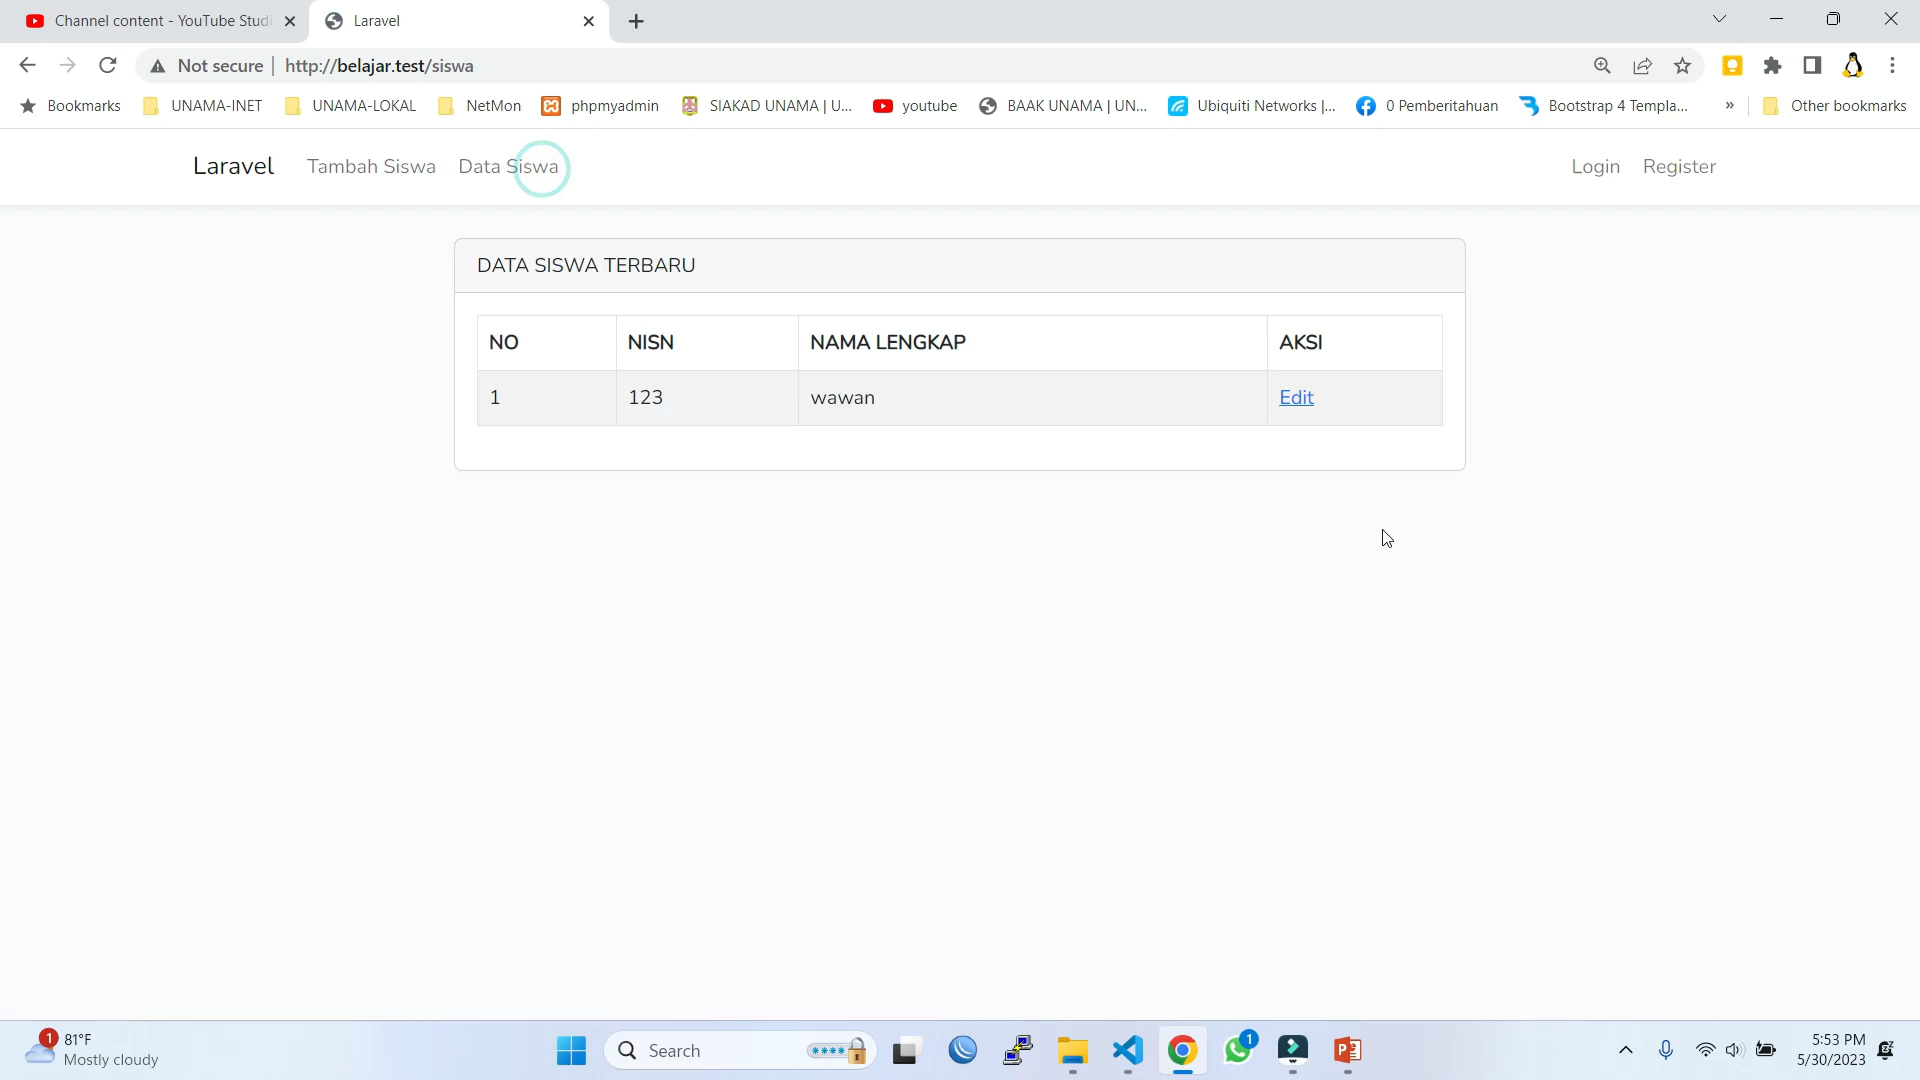 Channel content - YouTube Studi
Laravel
Not secure
http://belajar.test/siswa
Bookmarks
UNAMA-INET
UNAMA-LOKAL
NetMon
phpmyadmin
SIAKAD UNAMA | U...
youtube
BAAK UNAMA | UN...
Ubiquiti Networks |...
0 Pemberitahuan
Bootstrap 4 Templa...
»
Other bookmarks
Laravel
Tambah Siswa
Data Siswa
Login
Register
DATA SISWA TERBARU
NO NISN NAMA LENGKAP AKSI
1 123 wawan Edit
1
81°F
Mostly cloudy
Search
1
5:53 PM
5/30/2023